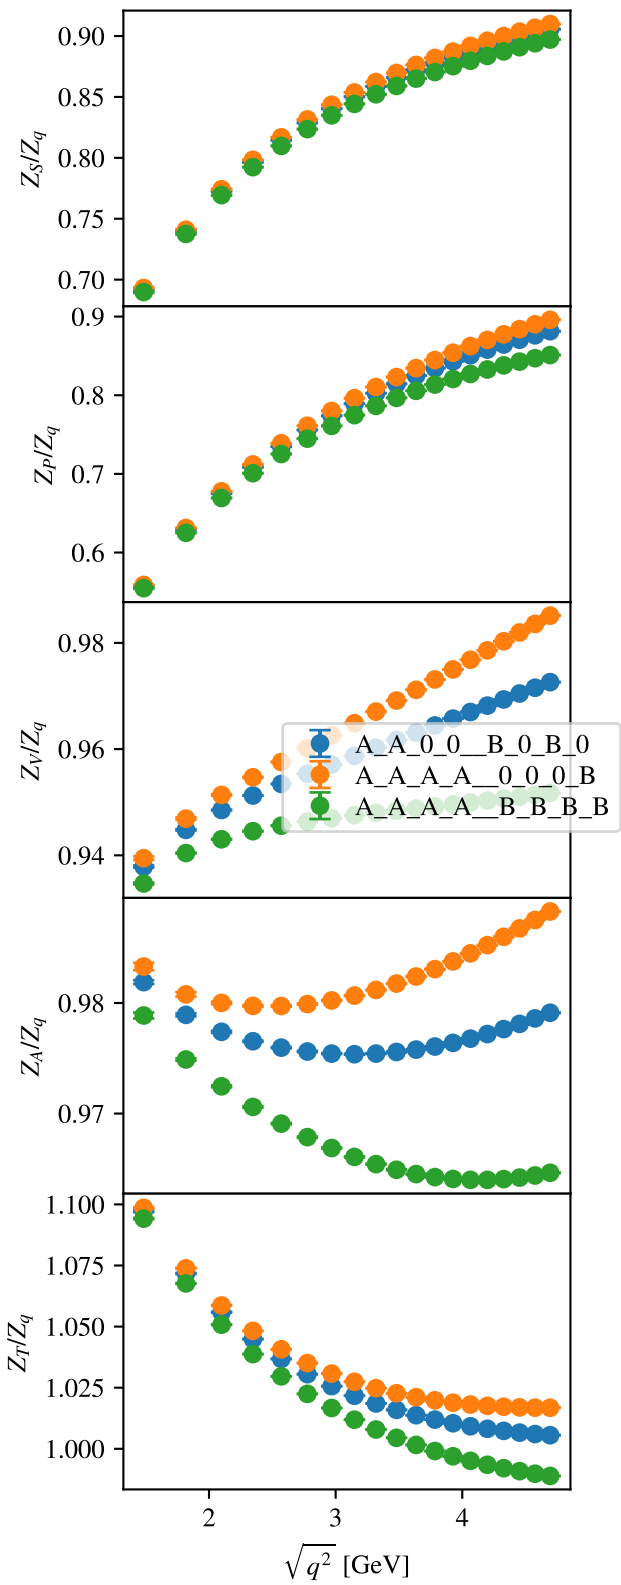 0.90
0.85
0.80
0.75
0.70
Z_S/Z_q
0.9
0.8
0.7
0.6
Z_P/Z_q
0.98
0.96
0.94
Z_V/Z_q
A_A_0_0__B_0_B_0
A_A_A_A__0_0_0_B
A_A_A_A__B_B_B_B
0.98
0.97
Z_A/Z_q
1.100
1.075
1.050
1.025
1.000
Z_T/Z_q
2 3 4
√q² [GeV]